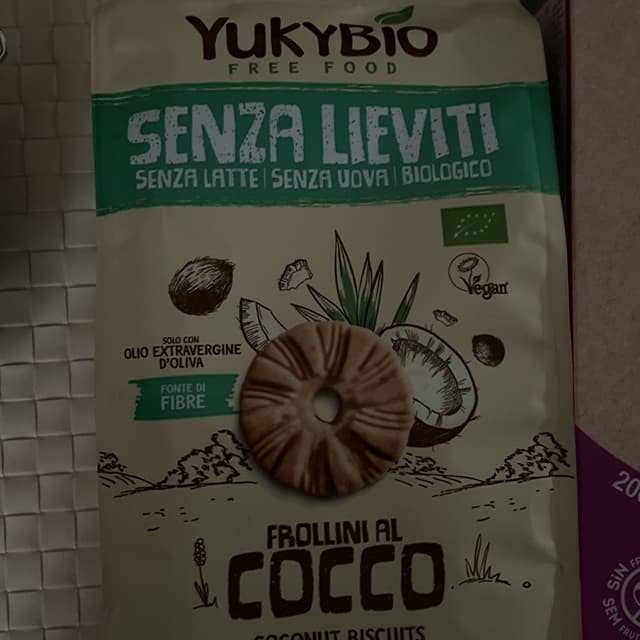 YUKYBIO
FREE FOOD
SENZA LIEVITI
SENZA LATTE | SENZA UOVA | BIOLOGICO
Vegan
SOLO CON
OLIO EXTRAVERGINE
D'OLIVA
FONTE DI
FIBRE
FROLLINI AL
COCCO
COCONUT BISCUITS
SIN